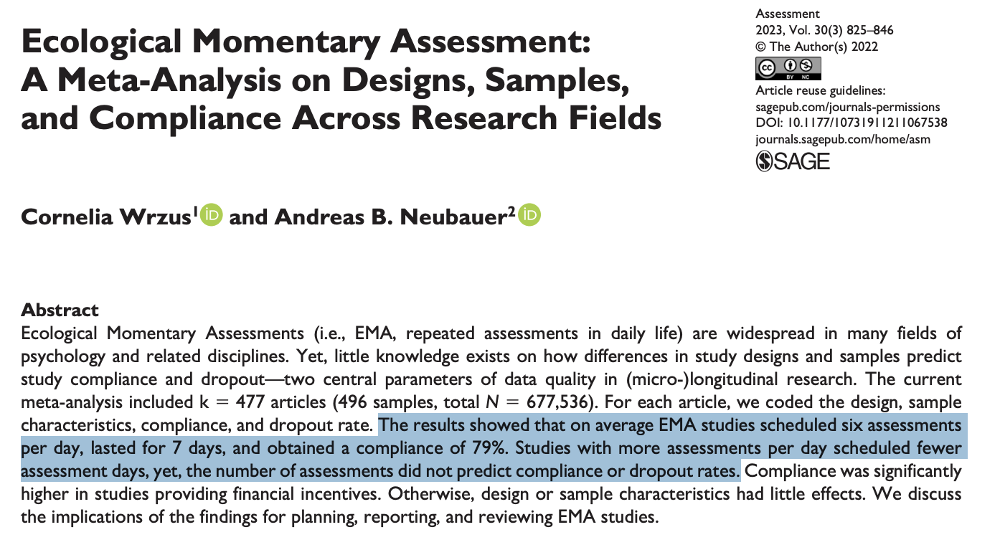 Ecological Momentary Assessment:
A Meta-Analysis on Designs, Samples,
and Compliance Across Research Fields
Assessment
2023, Vol. 30(3) 825–846
© The Author(s) 2022
cc BY NC
Article reuse guidelines:
sagepub.com/journals-permissions
DOI: 10.1177/10731911211067538
journals.sagepub.com/home/asm
SSAGE
Cornelia Wrzus1 iD and Andreas B. Neubauer2 iD
Abstract
Ecological Momentary Assessments (i.e., EMA, repeated assessments in daily life) are widespread in many fields of
psychology and related disciplines. Yet, little knowledge exists on how differences in study designs and samples predict
study compliance and dropout—two central parameters of data quality in (micro-)longitudinal research. The current
meta-analysis included k = 477 articles (496 samples, total N = 677,536). For each article, we coded the design, sample
characteristics, compliance, and dropout rate. The results showed that on average EMA studies scheduled six assessments
per day, lasted for 7 days, and obtained a compliance of 79%. Studies with more assessments per day scheduled fewer
assessment days, yet, the number of assessments did not predict compliance or dropout rates. Compliance was significantly
higher in studies providing financial incentives. Otherwise, design or sample characteristics had little effects. We discuss
the implications of the findings for planning, reporting, and reviewing EMA studies.